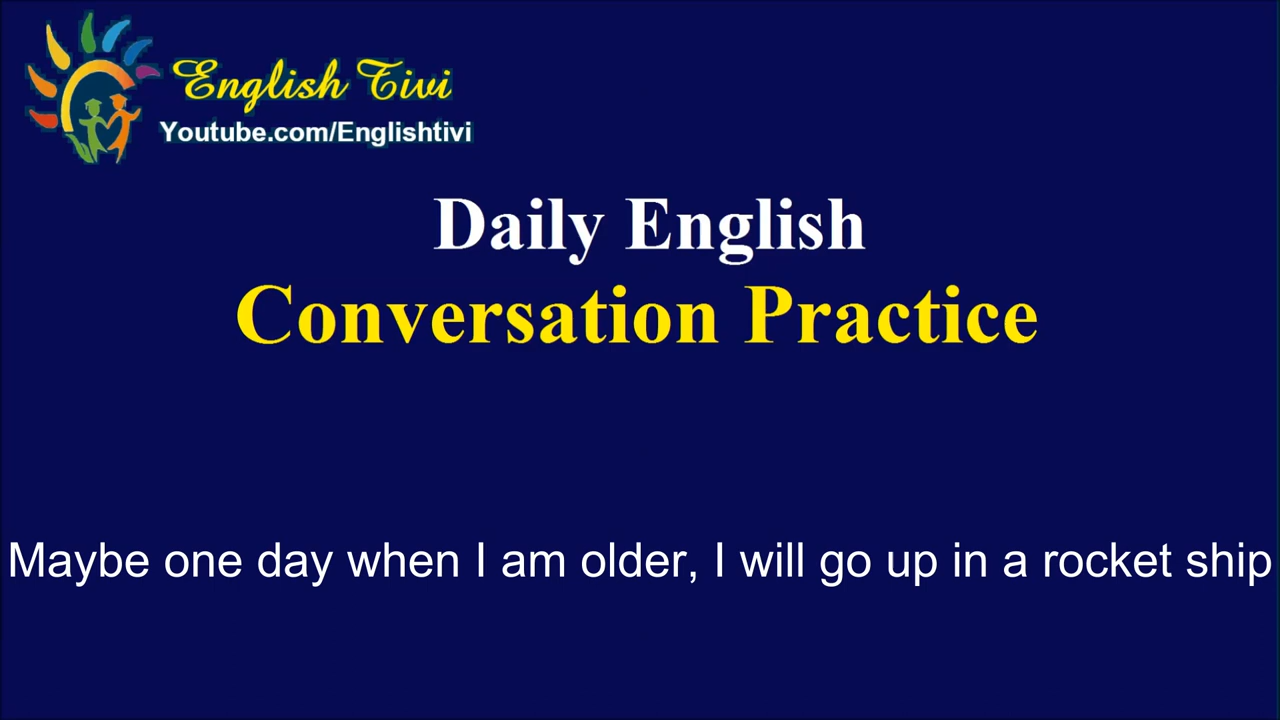 English Tivi
Youtube.com/Englishtivi
Daily English
Conversation Practice
Maybe one day when I am older, I will go up in a rocket ship